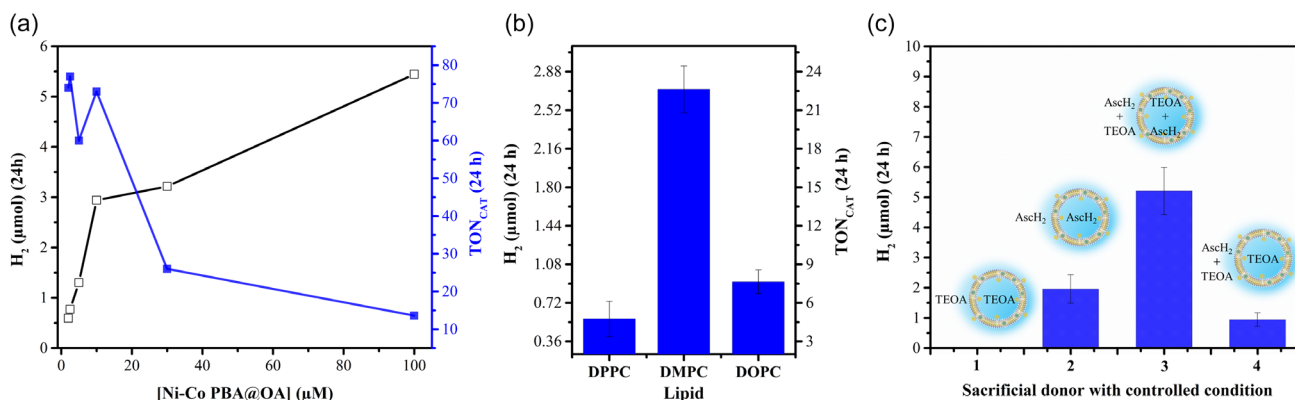 (a)
6
5
4
3
2
1
0
H2 (μmol) (24h)
80
70
60
50
40
30
20
10
TONCAT (24 h)
0 20 40 60 80 100
[Ni-Co PBA@OA] (μM)
(b)
2.88
2.52
2.16
1.80
1.44
1.08
0.72
0.36
H2 (μmol) (24 h)
24
21
18
15
12
9
6
3
TONCAT (24 h)
DPPC DMPC DOPC
Lipid
(c)
10
9
8
7
6
5
4
3
2
1
0
H2 (μmol) (24 h)
TEOA TEOA
AscH2 AscH2
AscH2
+
TEOA
TEOA
+
AscH2
AscH2
+
TEOA
TEOA
1 2 3 4
Sacrificial donor with controlled condition